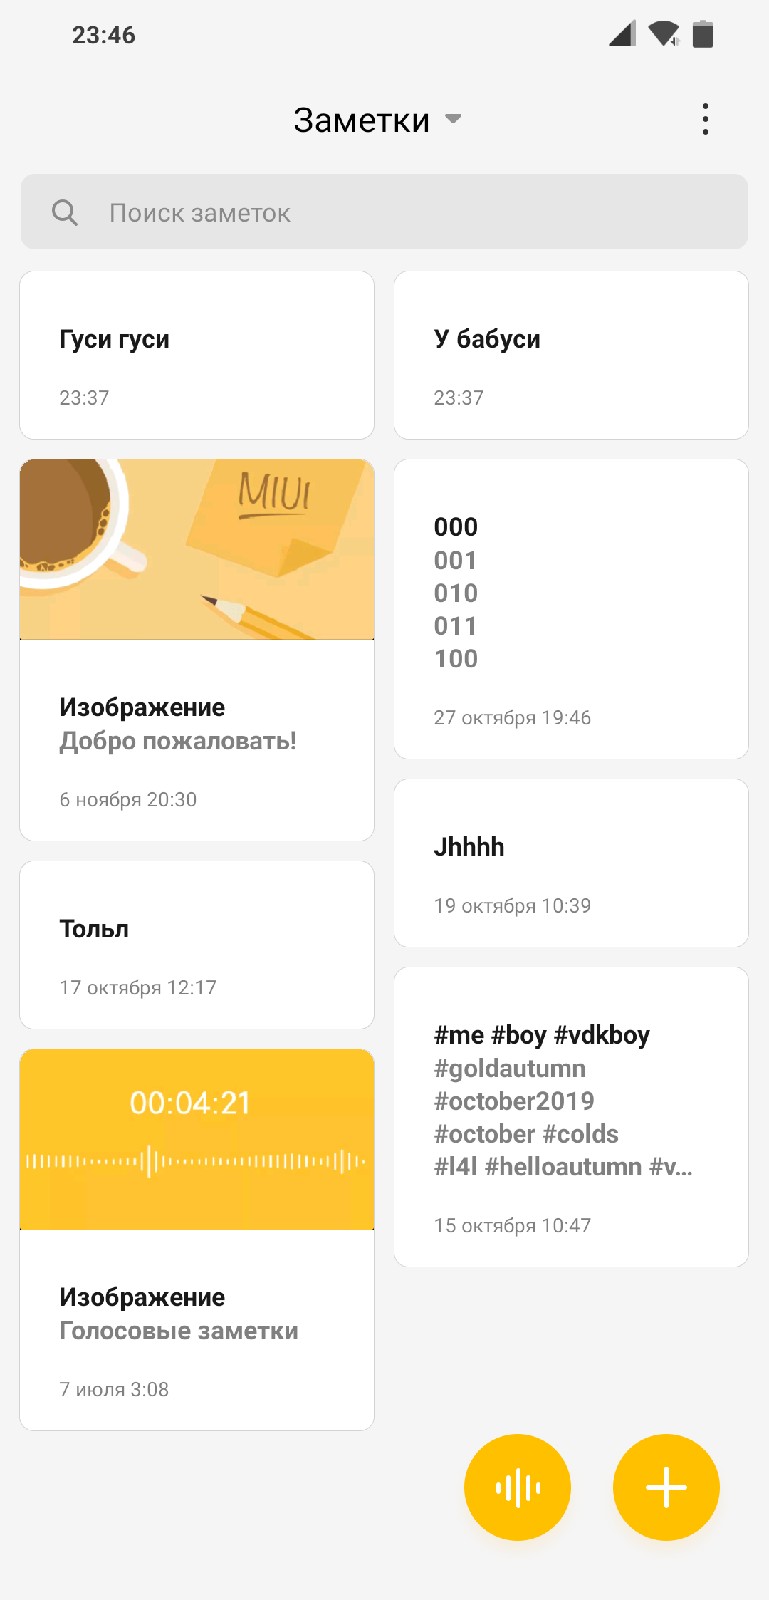 23:46
Заметки
Поиск заметок
Гуси гуси
23:37
У бабуси
23:37
MIUI
Изображение
Добро пожаловать!
6 ноября 20:30
000
001
010
011
100
27 октября 19:46
Jhhhh
19 октября 10:39
Тольл
17 октября 12:17
#me #boy #vdkboy
#goldautumn
#october2019
#october #colds
#l4l #helloautumn #v...
15 октября 10:47
00:04:21
Изображение
Голосовые заметки
7 июля 3:08